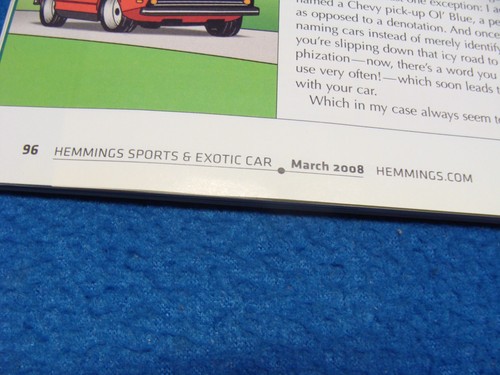 one exception: I
named a Chevy pick-up Ol' Blue, a p
as opposed to a denotation. And once
naming cars instead of merely identify
you're slipping down that icy road to
phization—now, there's a word you
use very often!—which soon leads t
with your car.
Which in my case always seem t
96 HEMMINGS SPORTS & EXOTIC CAR March 2008 HEMMINGS.COM